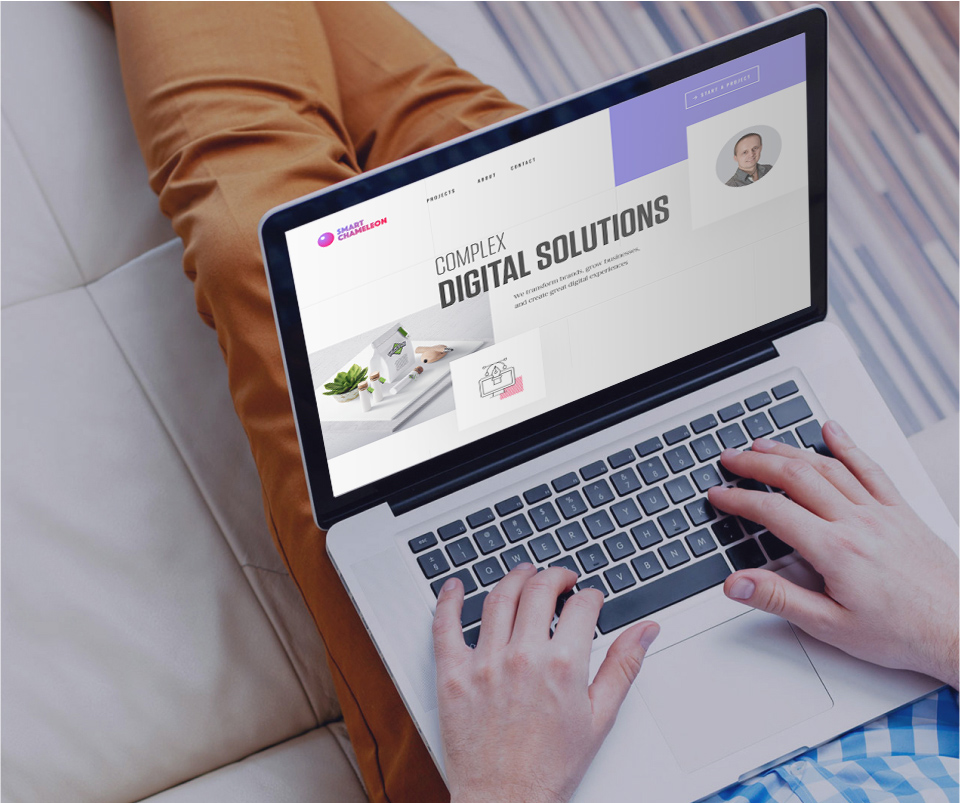 → START A PROJECT
PROJECTS
ABOUT
CONTACT
SMART
CHAMELEON
COMPLEX
DIGITAL SOLUTIONS
We transform brands, grow businesses,
and create great digital experiences
esc
Q W E R T Y U I O
F G H J K
V B N M